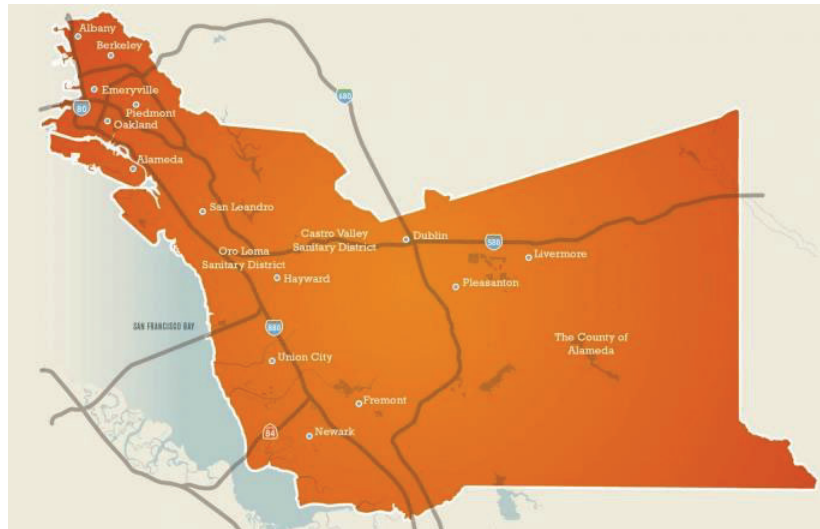 Albany
Berkeley
Emeryville
80
Piedmont
Oakland
680
Alameda
San Leandro
Castro Valley
Sanitary District
Dublin
580
Oro Loma
Sanitary District
Livermore
Hayward
Pleasanton
SAN FRANCISCO BAY
880
The County of
Alameda
Union City
Fremont
84
Newark